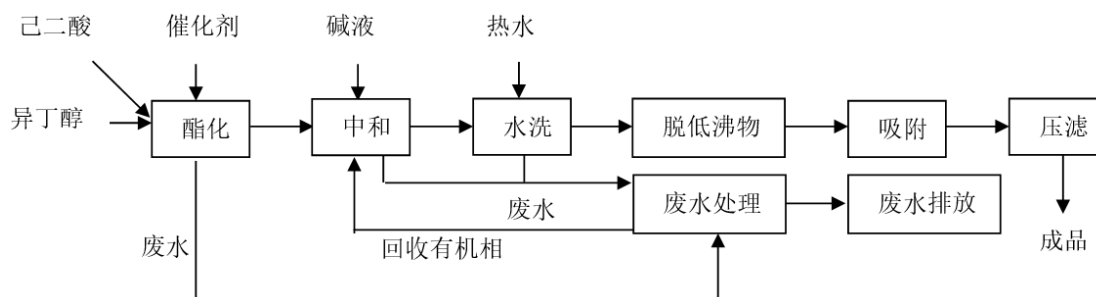 己二酸
催化剂
碱液
热水
异丁醇
酯化
中和
水洗
脱低沸物
吸附
压滤
废水
废水处理
废水排放
废水
回收有机相
成品